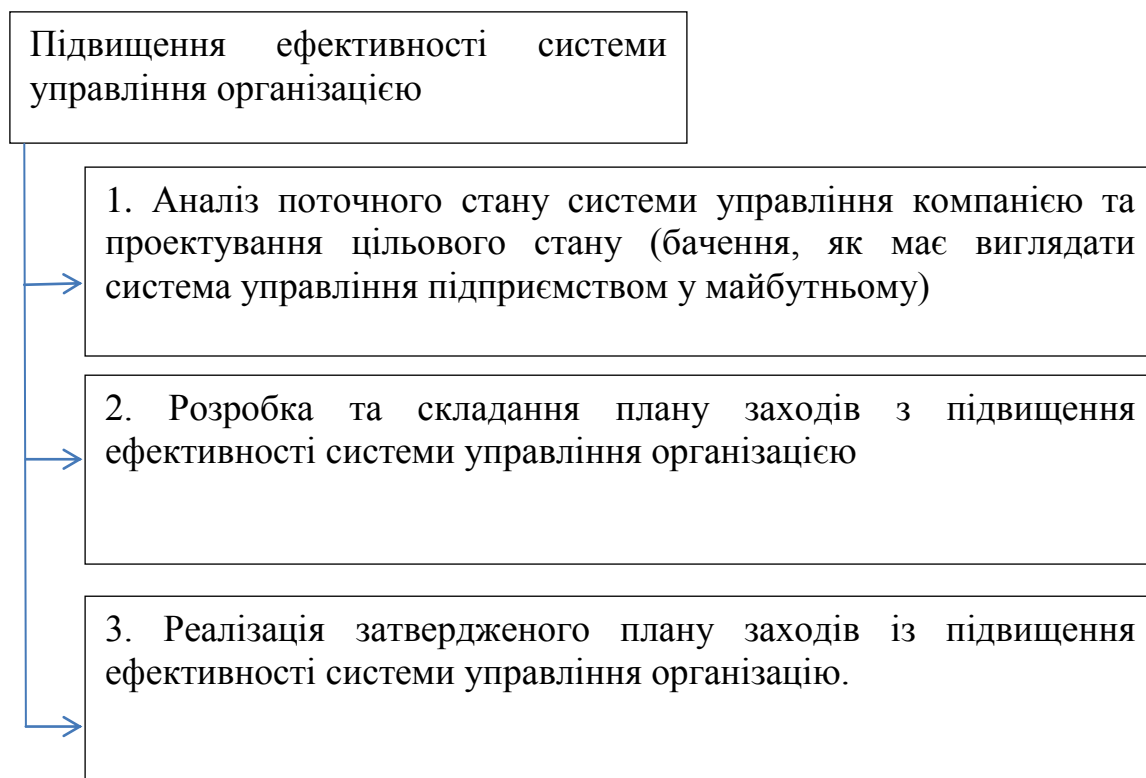 Підвищення ефективності системи
управління організацією
1. Аналіз поточного стану системи управління компанією та
проектування цільового стану (бачення, як має виглядати
система управління підприємством у майбутньому)
2. Розробка та складання плану заходів з підвищення
ефективності системи управління організацією
3. Реалізація затвердженого плану заходів із підвищення
ефективності системи управління організацію.